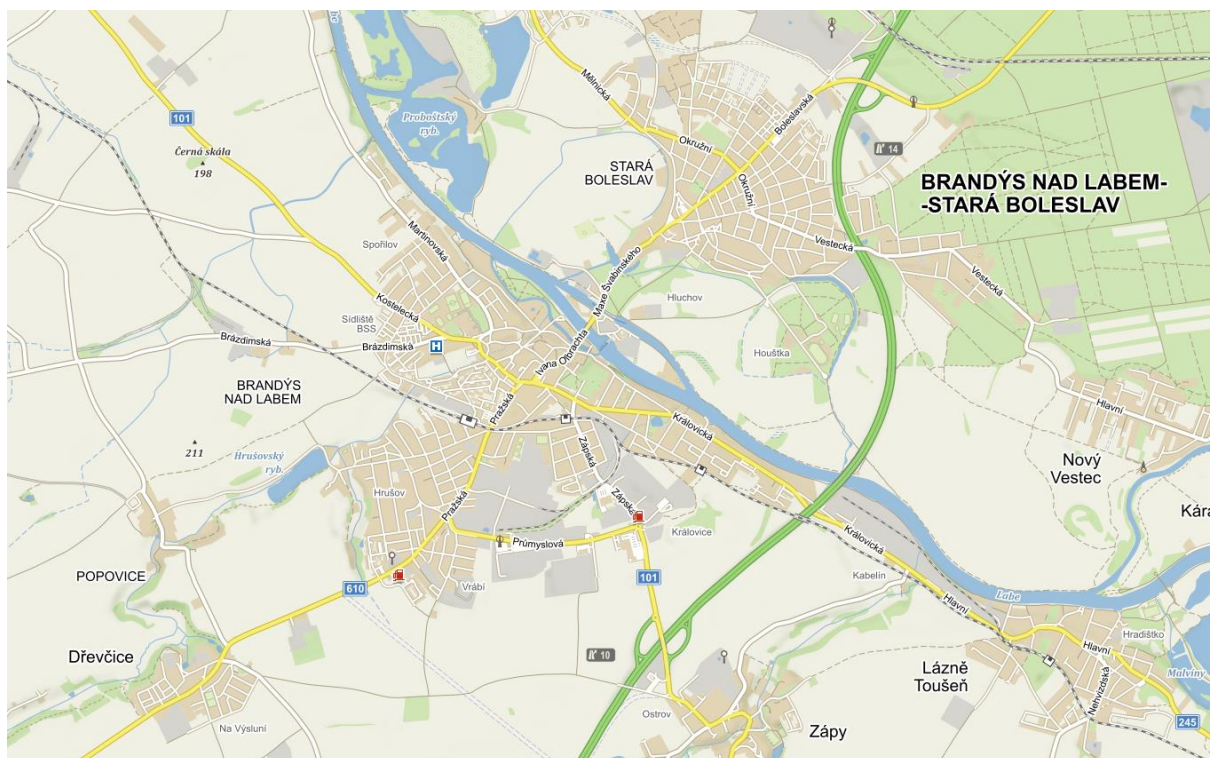 Mělnická
Boleslavská
101
Proboštský
ryb.
Černá skála
198
Okružní
14
STARÁ
BOLESLAV
BRANDÝS NAD LABEM-
-STARÁ BOLESLAV
Okružní
Martinovská
Spořilov
Vestecká
Maxe Švabinského
Vestecká
Hluchov
Kostelecká
Sídliště
BSS
Brázdimská
Brázdimská
H
Ivana Olbrachta
Houštka
BRANDÝS
NAD LABEM
Pražská
Hlavní
Královická
Zápská
211
Hrušovský
ryb.
Nový
Vestec
Hrušov
Pražská
Zápská
Královice
Průmyslová
Královická
POPOVICE
610
Vrábí
101
Kabelín
Hlavní
Labe
Hradištko
Dřevčice
10
Lázně
Toušeň
Hlavní
Malvíny
Nehvizdská
Ostrov
Na Výsluní
Zápy
245